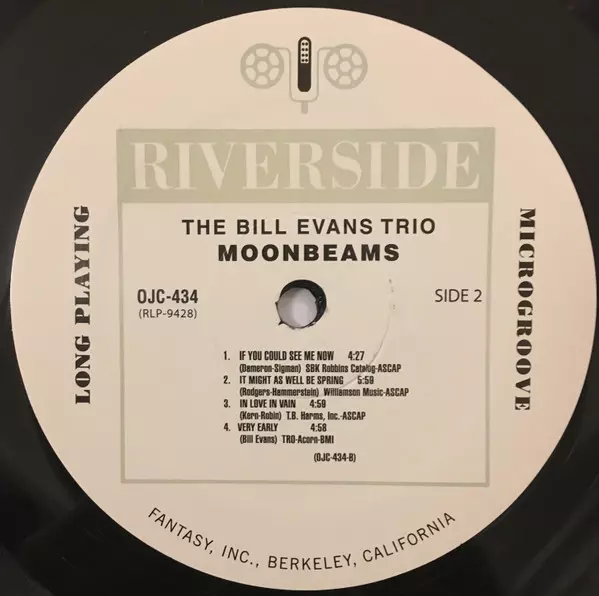 RIVERSIDE
THE BILL EVANS TRIO
MOONBEAMS
LONG PLAYING
MICROGROOVE
OJC-434
(RLP-9428)
SIDE 2
1. IF YOU COULD SEE ME NOW 4:27
(Dameron-Sigman) SBK Robbins Catalog-ASCAP
2. IT MIGHT AS WELL BE SPRING 5:59
(Rodgers-Hammerstein) Williamson Music-ASCAP
3. IN LOVE IN VAIN 4:59
(Kern-Robin) T.B. Harms, Inc.-ASCAP
4. VERY EARLY 4:58
(Bill Evans) TRO-Acorn-BMI
(OJC-434-B)
FANTASY, INC., BERKELEY, CALIFORNIA